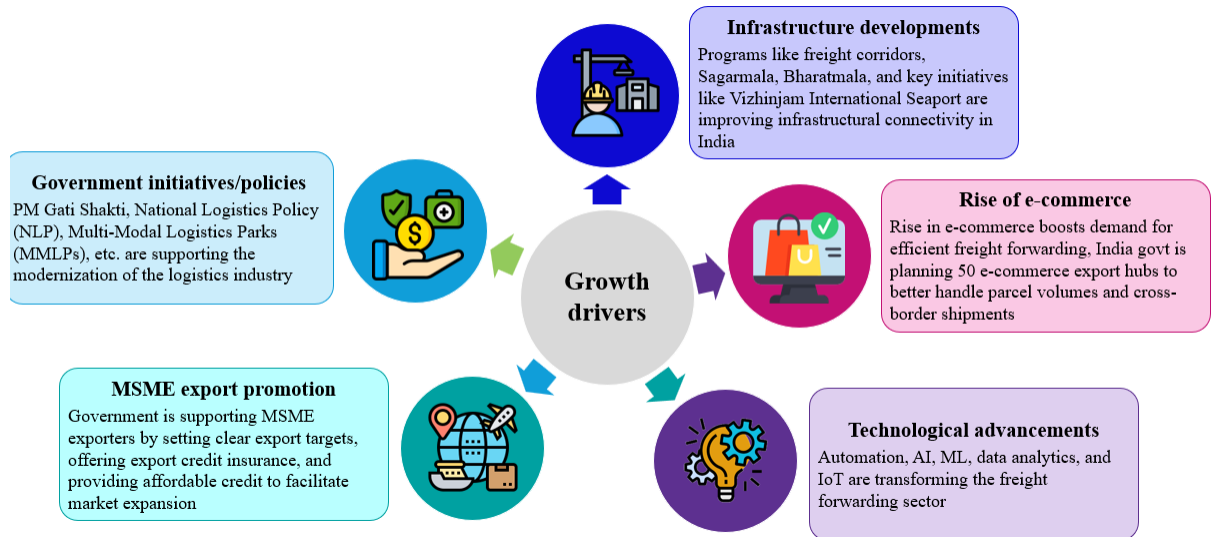 Infrastructure developments
Programs like freight corridors,
Sagarmala, Bharatmala, and key initiatives
like Vizhinjam International Seaport are
improving infrastructural connectivity in
India
Government initiatives/policies
PM Gati Shakti, National Logistics Policy
(NLP), Multi-Modal Logistics Parks
(MMLPs), etc. are supporting the
modernization of the logistics industry
$
Rise of e-commerce
Rise in e-commerce boosts demand for
efficient freight forwarding, India govt is
planning 50 e-commerce export hubs to
better handle parcel volumes and cross-
border shipments
Growth
drivers
MSME export promotion
Government is supporting MSME
exporters by setting clear export targets,
offering export credit insurance, and
providing affordable credit to facilitate
market expansion
Technological advancements
Automation, AI, ML, data analytics, and
IoT are transforming the freight
forwarding sector